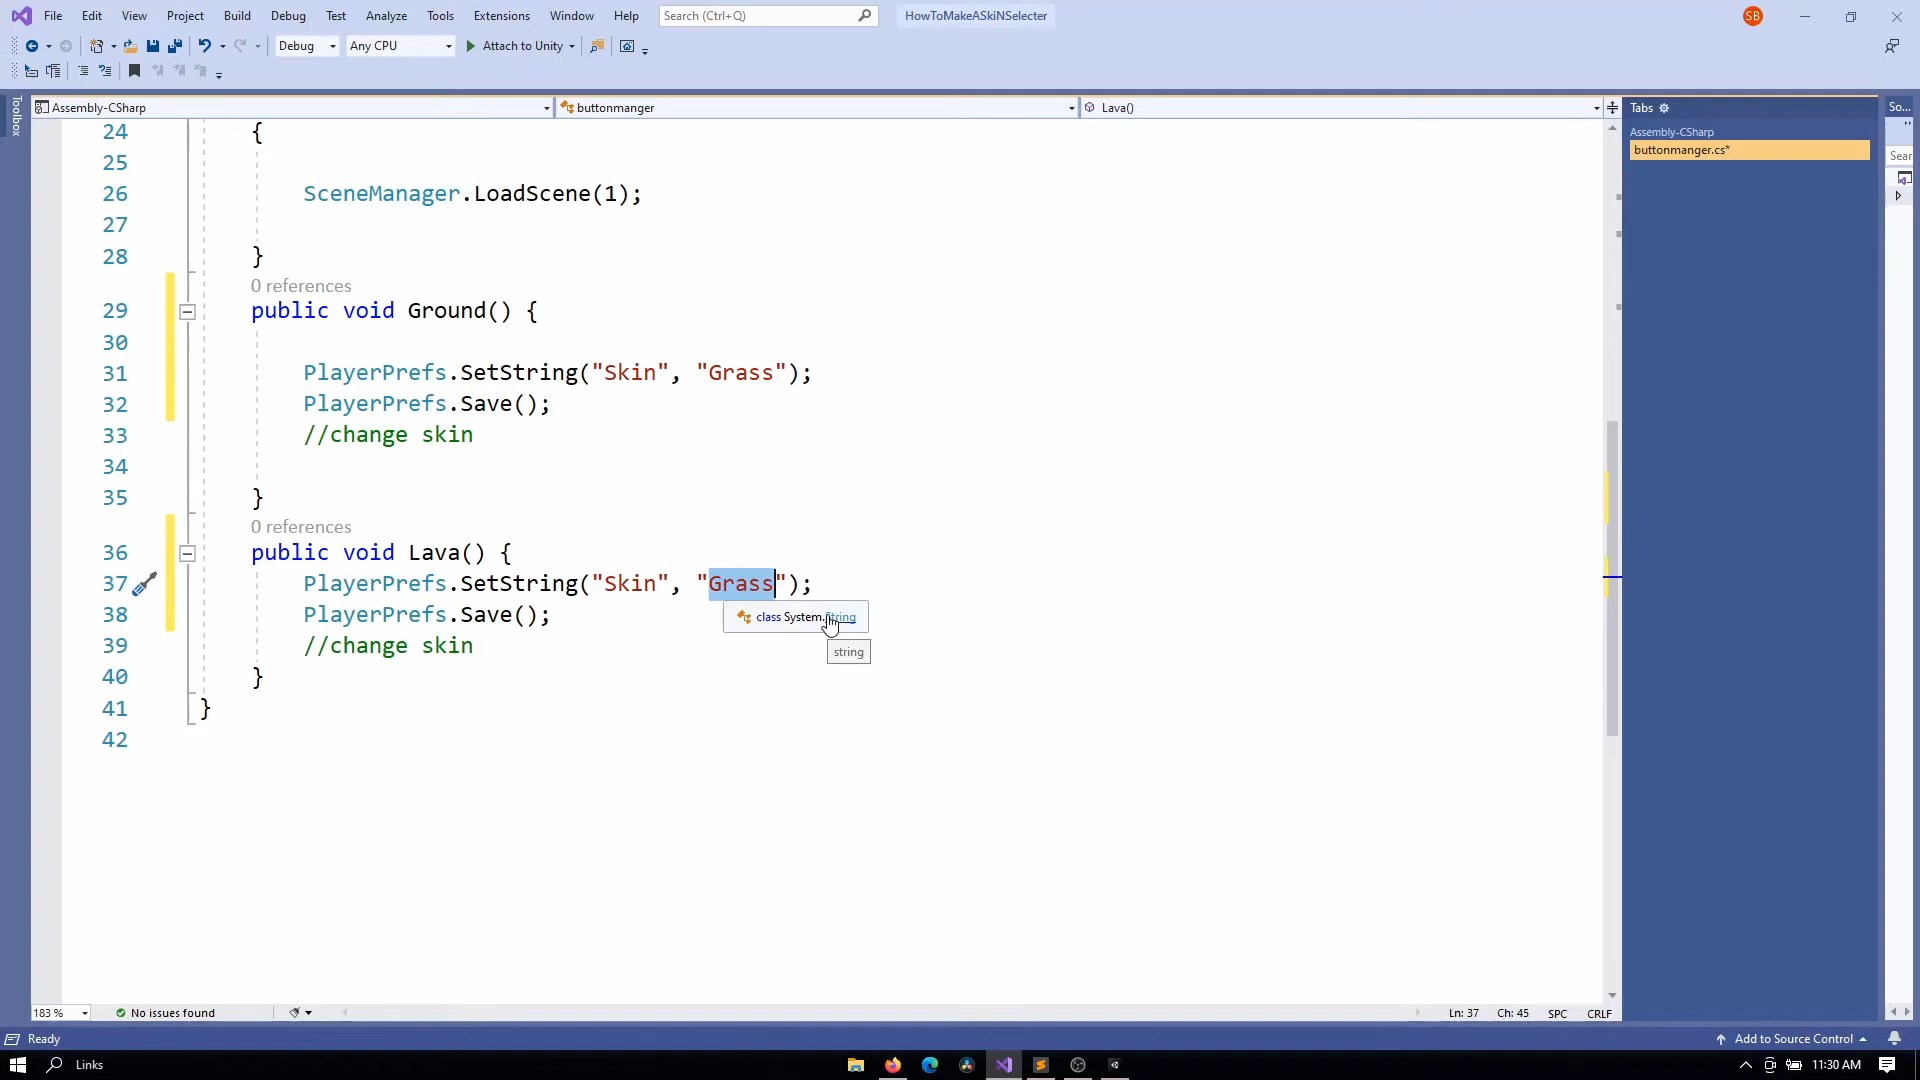 File Edit View Project Build Debug Test Analyze Tools Extensions Window Help Search (Ctrl+Q) HowToMakeASkiNSelecter SB
Debug Any CPU Attach to Unity
Toolbox
Assembly-CSharp buttonmanger Lava() Tabs So...
Assembly-CSharp
buttonmanger.cs*
Sear
24 {
25
26 SceneManager.LoadScene(1);
27
28 }
0 references
29 public void Ground() {
30
31 PlayerPrefs.SetString("Skin", "Grass");
32 PlayerPrefs.Save();
33 //change skin
34
35 }
0 references
36 public void Lava() {
37 PlayerPrefs.SetString("Skin", "Grass");
38 PlayerPrefs.Save();
class System.String
39 //change skin
string
40 }
41 }
42
183 % No issues found Ln: 37 Ch: 45 SPC CRLF
Ready Add to Source Control
Links 11:30 AM